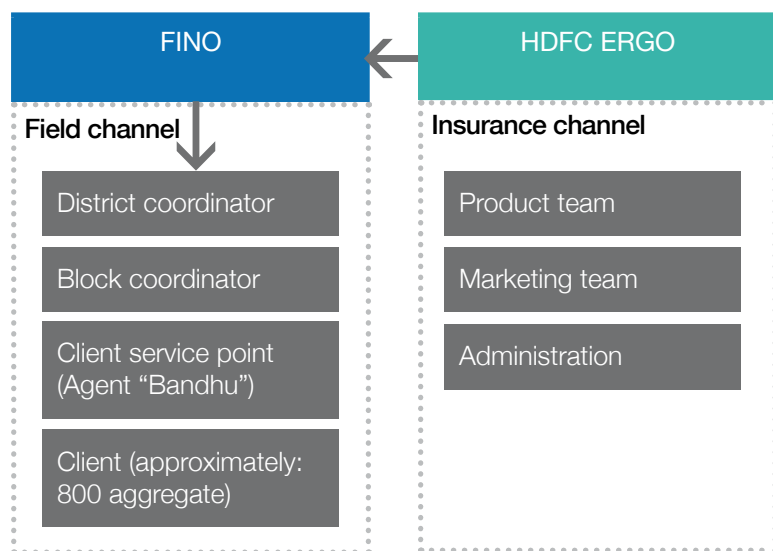 FINO
Field channel
District coordinator
Block coordinator
Client service point
(Agent “Bandhu”)
Client (approximately:
800 aggregate)
HDFC ERGO
Insurance channel
Product team
Marketing team
Administration